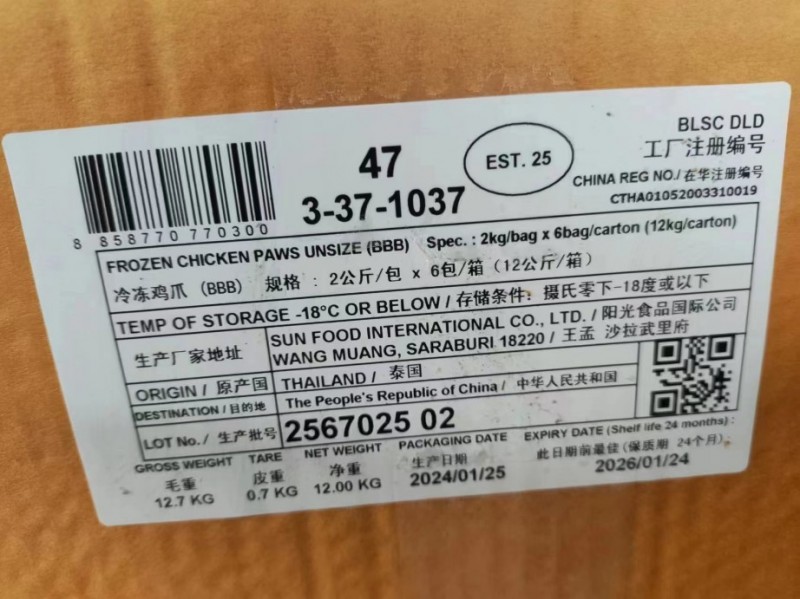 BLSC DLD
47
EST. 25
工厂注册编号
3-37-1037
CHINA REG NO./在华注册编号
CTHA01052003310019
8 858770 770300
FROZEN CHICKEN PAWS UNSIZE (BBB) Spec. : 2kg/bag x 6bag/carton (12kg/carton)
冷冻鸡爪 (BBB) 规格 : 2公斤/包 x 6包/箱 (12公斤/箱)
TEMP OF STORAGE -18°C OR BELOW / 存储条件: 摄氏零下-18度或以下
生产厂家地址
SUN FOOD INTERNATIONAL CO., LTD. / 阳光食品国际公司
WANG MUANG, SARABURI 18220 / 王孟 沙拉武里府
ORIGIN / 原产国 THAILAND / 泰国
DESTINATION / 目的地 The People's Republic of China / 中华人民共和国
LOT No. / 生产批号 2567025 02
GROSS WEIGHT TARE NET WEIGHT PACKAGING DATE EXPIRY DATE (Shelf life 24 months) :
毛重 皮重 净重 生产日期 此日期前最佳 (保质期 24个月) :
12.7 KG 0.7 KG 12.00 KG 2024/01/25 2026/01/24